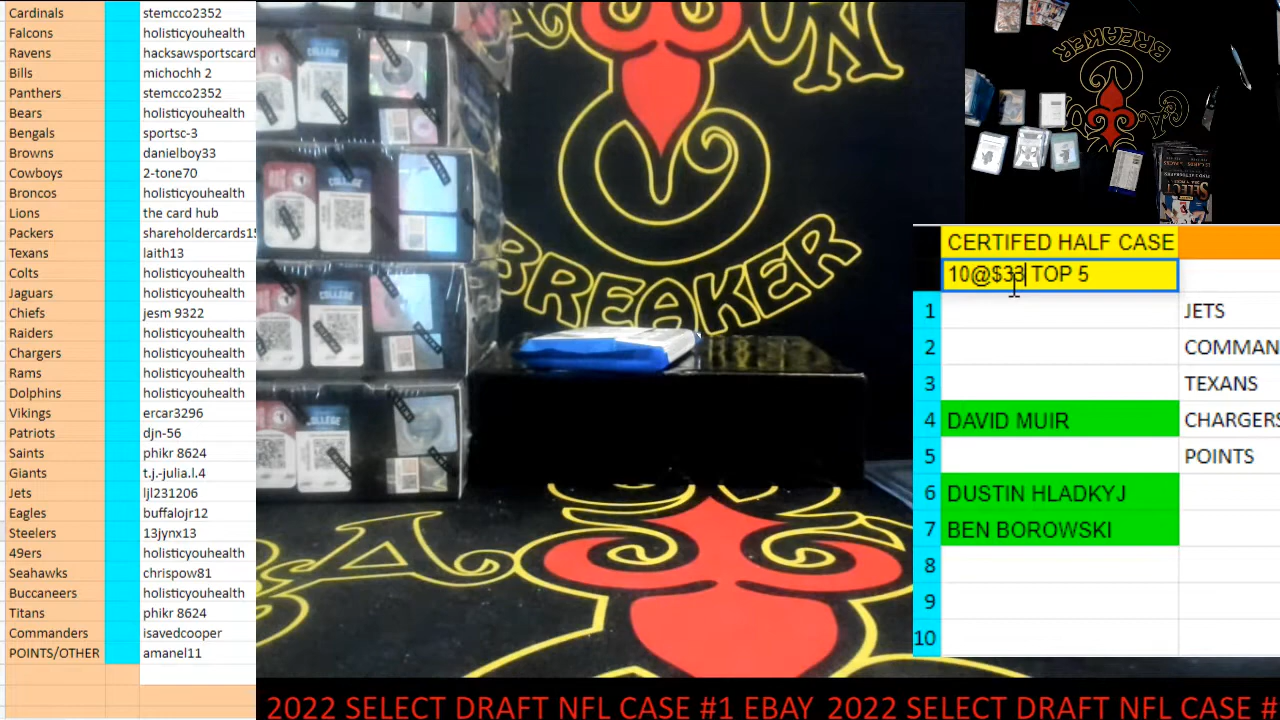 Cardinals stemcco2352
Falcons holisticyouhealth
Ravens hacksawsportscard
Bills michochh 2
Panthers stemcco2352
Bears holisticyouhealth
Bengals sportsc-3
Browns danielboy33
Cowboys 2-tone70
Broncos holisticyouhealth
Lions the card hub
Packers shareholdercards15
Texans laith13
Colts holisticyouhealth
Jaguars holisticyouhealth
Chiefs jesm 9322
Raiders holisticyouhealth
Chargers holisticyouhealth
Rams holisticyouhealth
Dolphins holisticyouhealth
Vikings ercar3296
Patriots djn-56
Saints phikr 8624
Giants t.j.-julia.l.4
Jets ljl231206
Eagles buffalojr12
Steelers 13jynx13
49ers holisticyouhealth
Seahawks chrispow81
Buccaneers holisticyouhealth
Titans phikr 8624
Commanders isavedcooper
POINTS/OTHER amanel11
BREAKER
BREAKER
SELECT
COLLEGE
COLLEGE
COLLEGE
CERTIFED HALF CASE
10@$33 TOP 5
1 JETS
2 COMMAN
3 TEXANS
4 DAVID MUIR CHARGERS
5 POINTS
6 DUSTIN HLADKYJ
7 BEN BOROWSKI
8
9
10
2022 SELECT DRAFT NFL CASE #1 EBAY 2022 SELECT DRAFT NFL CASE #